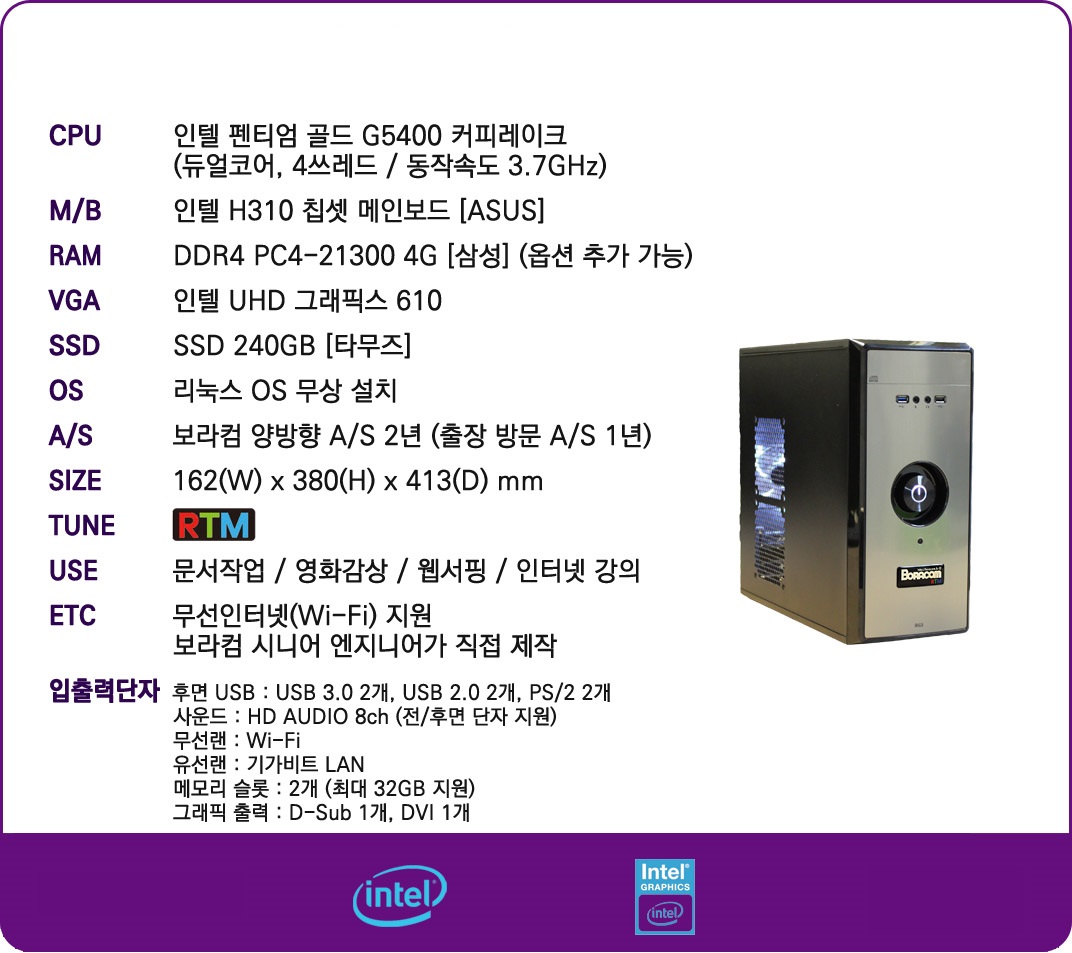 CPU 인텔 펜티엄 골드 G5400 커피레이크
(듀얼코어, 4쓰레드 / 동작속도 3.7GHz)
M/B 인텔 H310 칩셋 메인보드 [ASUS]
RAM DDR4 PC4-21300 4G [삼성] (옵션 추가 가능)
VGA 인텔 UHD 그래픽스 610
SSD SSD 240GB [타무즈]
OS 리눅스 OS 무상 설치
A/S 보라컴 양방향 A/S 2년 (출장 방문 A/S 1년)
SIZE 162(W) x 380(H) x 413(D) mm
TUNE RTM
USE 문서작업 / 영화감상 / 웹서핑 / 인터넷 강의
ETC 무선인터넷(Wi-Fi) 지원
보라컴 시니어 엔지니어가 직접 제작
입출력단자 후면 USB : USB 3.0 2개, USB 2.0 2개, PS/2 2개
사운드 : HD AUDIO 8ch (전/후면 단자 지원)
무선랜 : Wi-Fi
유선랜 : 기가비트 LAN
메모리 슬롯 : 2개 (최대 32GB 지원)
그래픽 출력 : D-Sub 1개, DVI 1개
BORACOM
RTM
intel
Intel®
GRAPHICS
intel